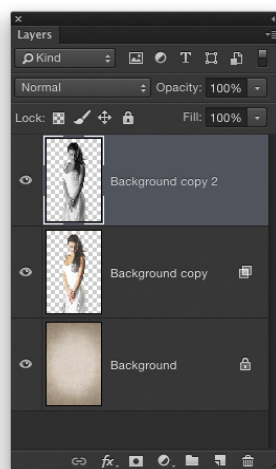 Layers
Kind
T
Normal Opacity: 100%
Lock: Fill: 100%
Background copy 2
Background copy
Background
fx.